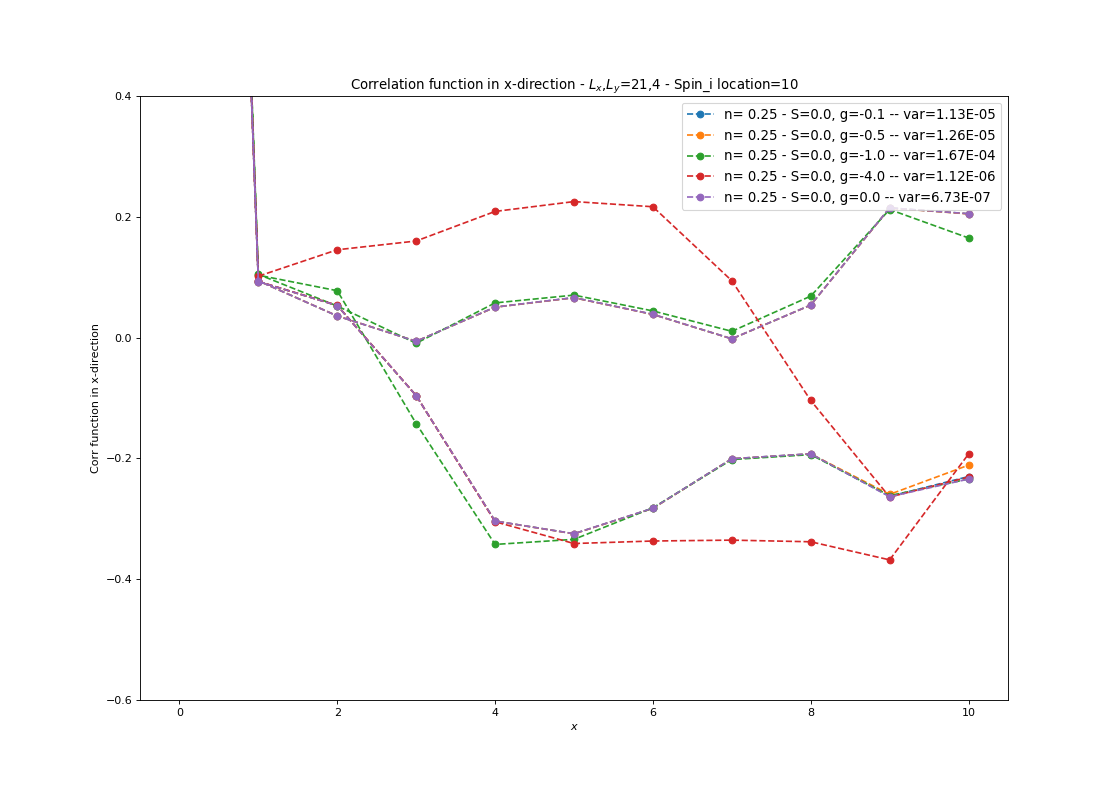 Correlation function in x-direction - $L_x$,$L_y$=21,4 - Spin_i location=10
n= 0.25 - S=0.0, g=-0.1 -- var=1.13E-05
n= 0.25 - S=0.0, g=-0.5 -- var=1.26E-05
n= 0.25 - S=0.0, g=-1.0 -- var=1.67E-04
n= 0.25 - S=0.0, g=-4.0 -- var=1.12E-06
n= 0.25 - S=0.0, g=0.0 -- var=6.73E-07
Corr function in x-direction
0.4
0.2
0.0
−0.2
−0.4
−0.6
0 2 4 6 8 10
x